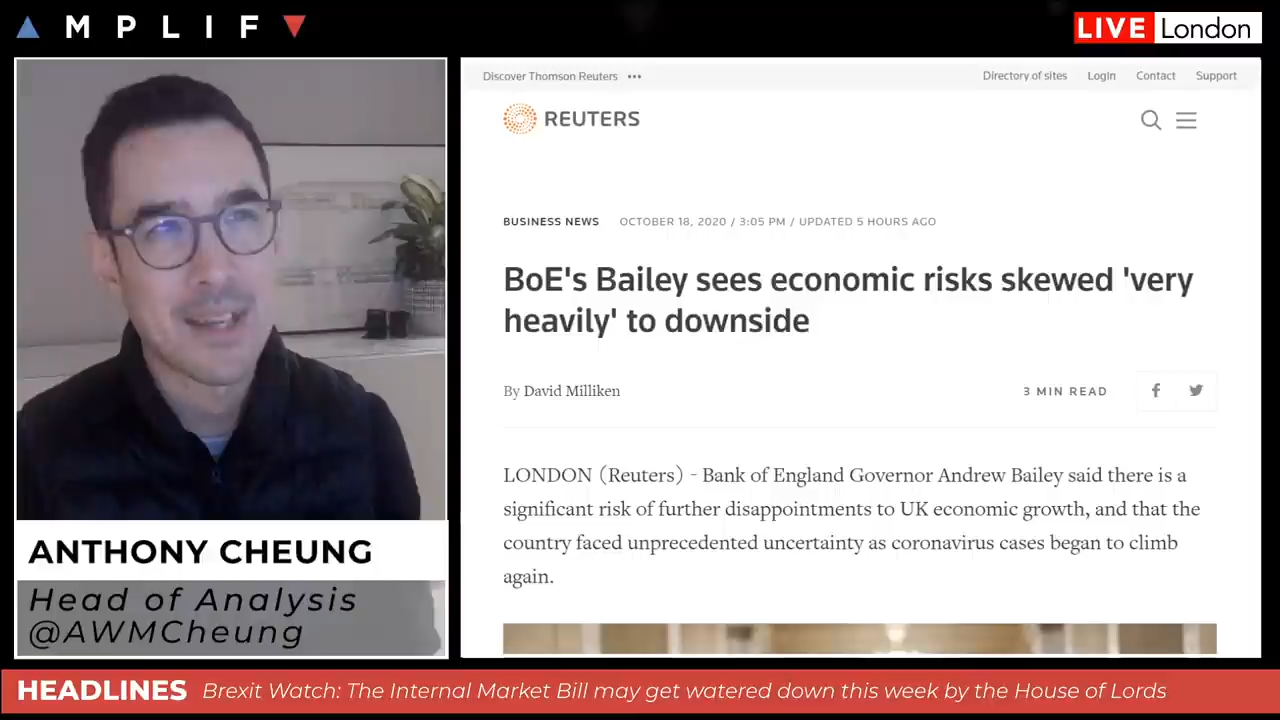 MPLIF
LIVE London
Discover Thomson Reuters •••
Directory of sites Login Contact Support
REUTERS
BUSINESS NEWS OCTOBER 18, 2020 / 3:05 PM / UPDATED 5 HOURS AGO
BoE's Bailey sees economic risks skewed 'very
heavily' to downside
By David Milliken
3 MIN READ
LONDON (Reuters) - Bank of England Governor Andrew Bailey said there is a
significant risk of further disappointments to UK economic growth, and that the
country faced unprecedented uncertainty as coronavirus cases began to climb
again.
ANTHONY CHEUNG
Head of Analysis
@AWMCheung
HEADLINES Brexit Watch: The Internal Market Bill may get watered down this week by the House of Lords